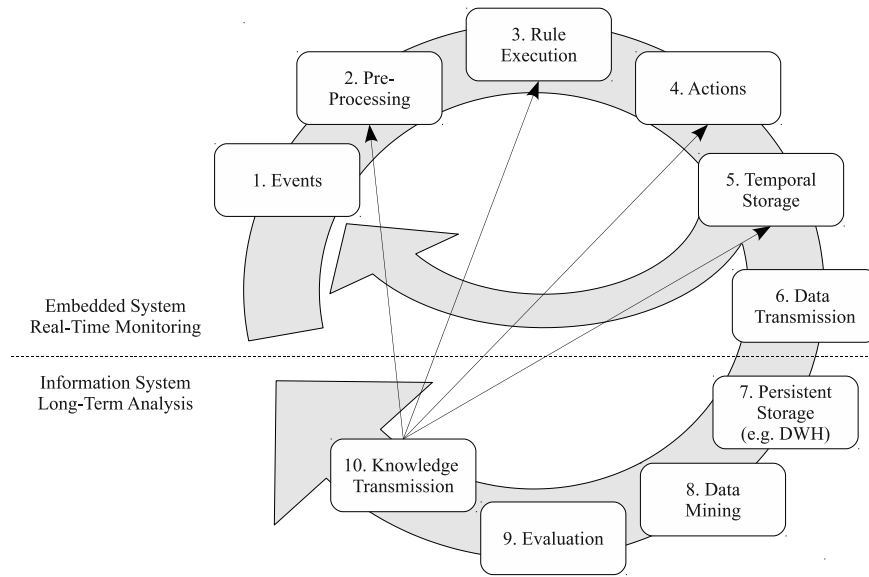 3. Rule
Execution
2. Pre-
Processing
4. Actions
1. Events
5. Temporal
Storage
Embedded System
Real-Time Monitoring
6. Data
Transmission
Information System
Long-Term Analysis
7. Persistent
Storage
(e.g. DWH)
10. Knowledge
Transmission
8. Data
Mining
9. Evaluation